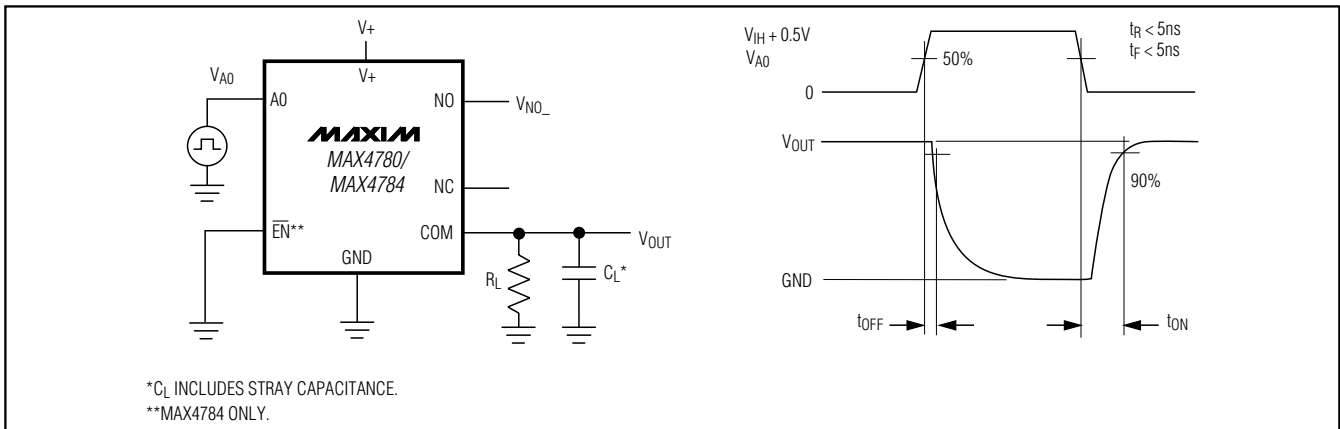 V+
V+
VA0
A0
NO
VNO_
MAXIM
MAX4780/
MAX4784
NC
EN**
COM
VOUT
GND
RL
CL*
*CL INCLUDES STRAY CAPACITANCE.
**MAX4784 ONLY.
VIH + 0.5V
VA0
50%
tR < 5ns
tF < 5ns
0
VOUT
90%
GND
tOFF
tON